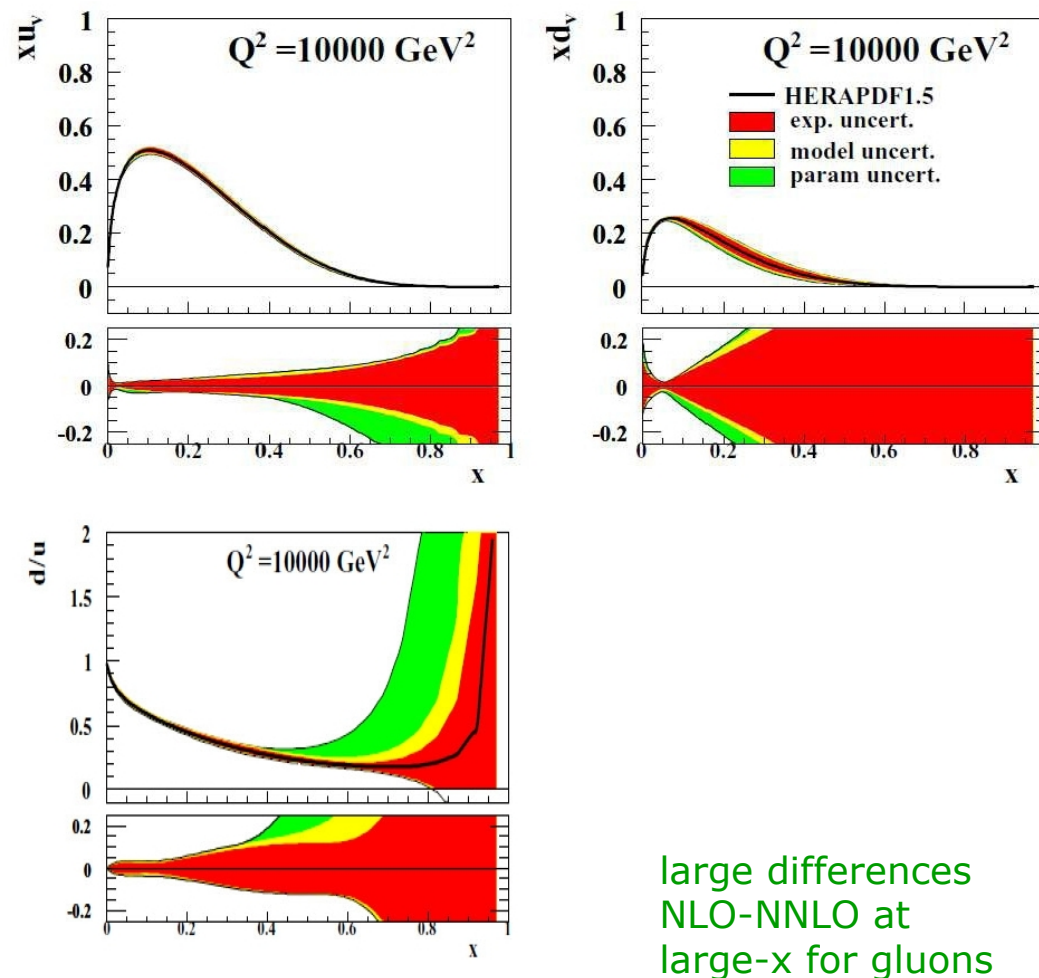 xuᵥ
1
0.8
0.6
0.4
0.2
0
Q² =10000 GeV²
0.2
0
-0.2
0 0.2 0.4 0.6 0.8 1
x
xdᵥ
1
0.8
0.6
0.4
0.2
0
Q² =10000 GeV²
HERAPDF1.5
exp. uncert.
model uncert.
param uncert.
0.2
0
-0.2
0 0.2 0.4 0.6 0.8
x
d/u
2
1.5
1
0.5
0
Q² =10000 GeV²
0.2
0
-0.2
0 0.2 0.4 0.6 0.8 1
x
large differences
NLO-NNLO at
large-x for gluons